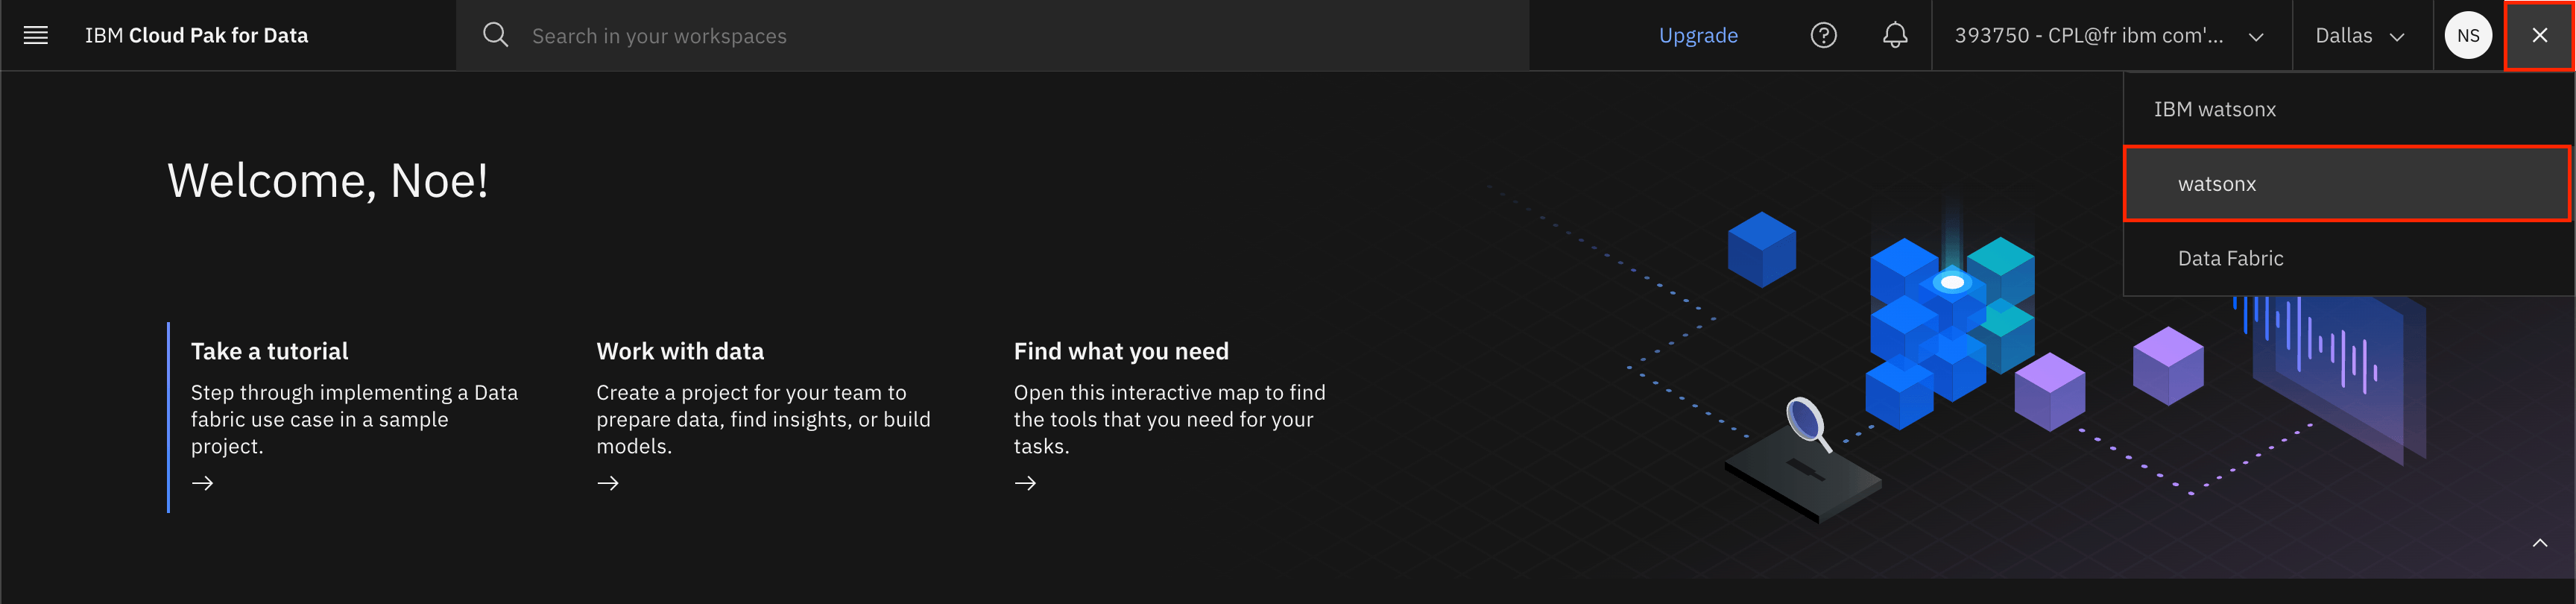 IBM Cloud Pak for Data
Search in your workspaces
Upgrade
393750 - CPL@fr ibm com'...
Dallas
NS
IBM watsonx
watsonx
Data Fabric
Welcome, Noe!
Take a tutorial
Step through implementing a Data
fabric use case in a sample
project.
Work with data
Create a project for your team to
prepare data, find insights, or build
models.
Find what you need
Open this interactive map to find
the tools that you need for your
tasks.